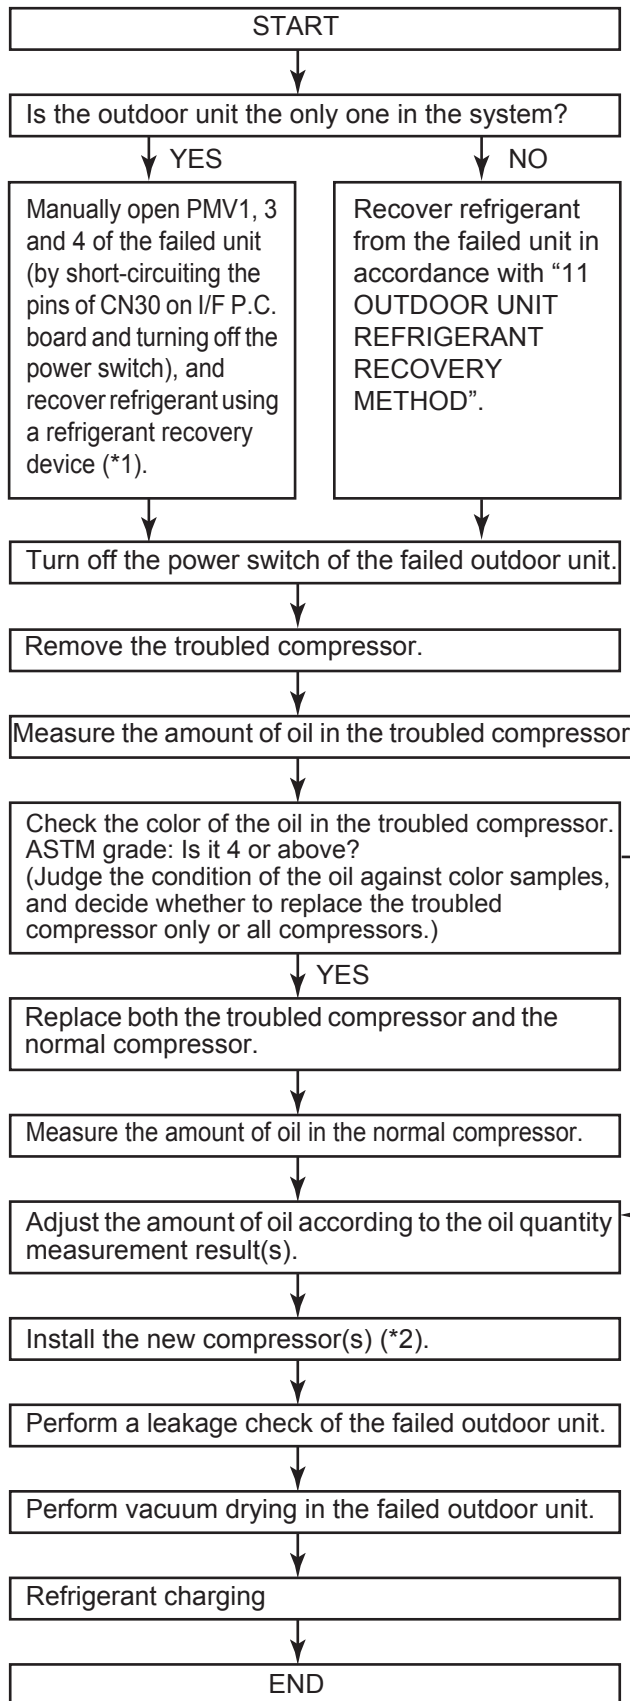 START
Is the outdoor unit the only one in the system?
YES
NO
Manually open PMV1, 3
and 4 of the failed unit
(by short-circuiting the
pins of CN30 on I/F P.C.
board and turning off the
power switch), and
recover refrigerant using
a refrigerant recovery
device (*1).
Recover refrigerant
from the failed unit in
accordance with “11
OUTDOOR UNIT
REFRIGERANT
RECOVERY
METHOD”.
Turn off the power switch of the failed outdoor unit.
Remove the troubled compressor.
Measure the amount of oil in the troubled compressor
Check the color of the oil in the troubled compressor.
ASTM grade: Is it 4 or above?
(Judge the condition of the oil against color samples,
and decide whether to replace the troubled
compressor only or all compressors.)
YES
Replace both the troubled compressor and the
normal compressor.
Measure the amount of oil in the normal compressor.
Adjust the amount of oil according to the oil quantity
measurement result(s).
Install the new compressor(s) (*2).
Perform a leakage check of the failed outdoor unit.
Perform vacuum drying in the failed outdoor unit.
Refrigerant charging
END